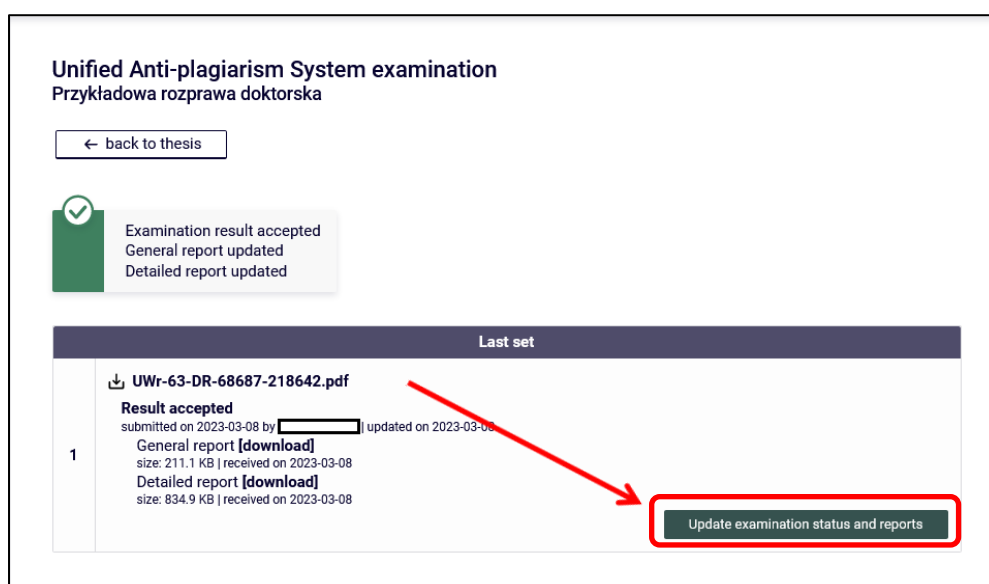 Unified Anti-plagiarism System examination
Przykładowa rozprawa doktorska
← back to thesis
Examination result accepted
General report updated
Detailed report updated
Last set
UWr-63-DR-68687-218642.pdf
Result accepted
submitted on 2023-03-08 by | updated on 2023-03-08
1
General report [download]
size: 211.1 KB | received on 2023-03-08
Detailed report [download]
size: 834.9 KB | received on 2023-03-08
Update examination status and reports